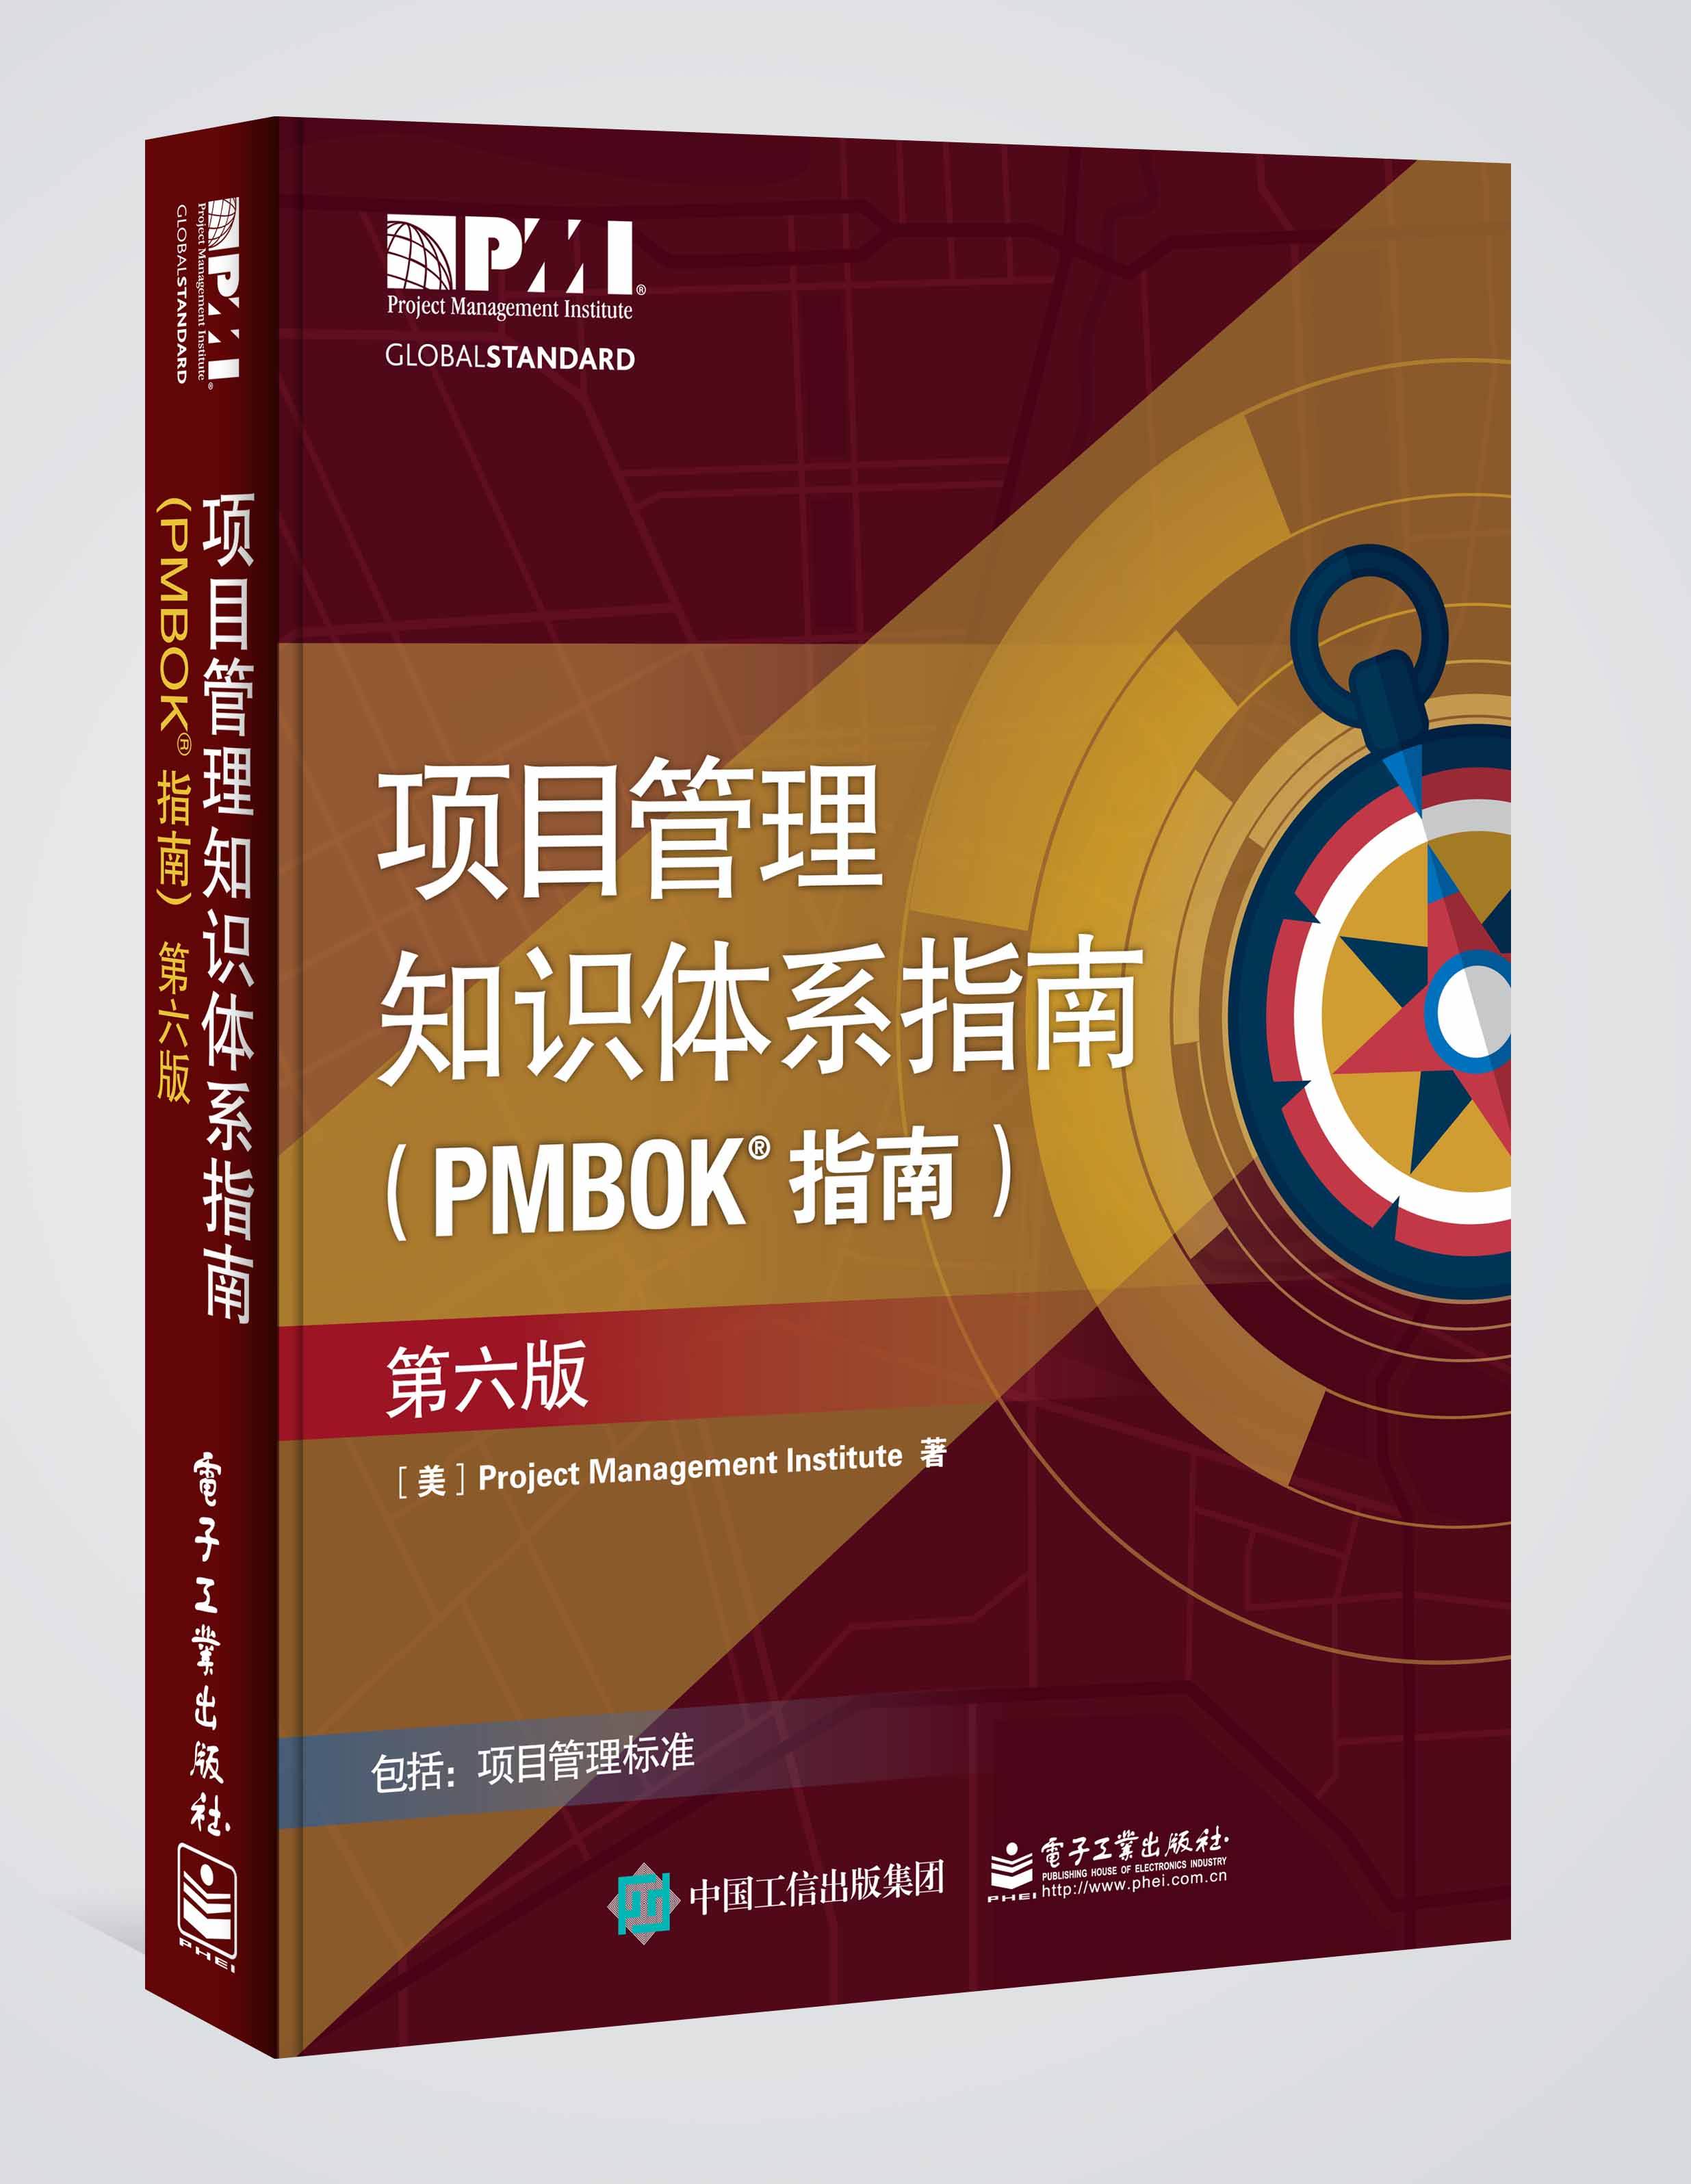 PMI®
Project Management Institute
GLOBALSTANDARD
项目管理知识体系指南
(PMBOK®指南) 第六版
電子工業出版社.
PHEI
PMI®
Project Management Institute
GLOBALSTANDARD
项目管理
知识体系指南
(PMBOK®指南)
第六版
[美] Project Management Institute 著
包括：项目管理标准
中国工信出版集团
電子工業出版社.
PUBLISHING HOUSE OF ELECTRONICS INDUSTRY
PHEI http://www.phei.com.cn